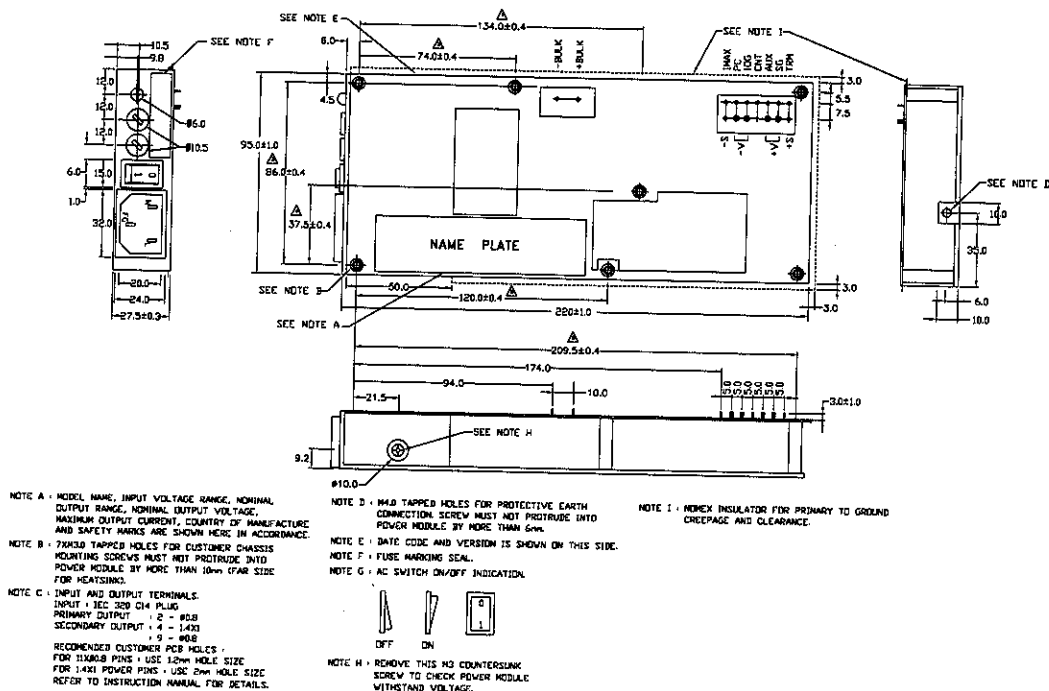 SEE NOTE E
134.0±0.4
SEE NOTE I
10.5
9.8
SEE NOTE F
6.0
74.0±0.4
-BULK
+BULK
IMAX
PC
IOG
CNT
AUX
SG
TRM
3.0
12.0
4.5
5.5
12.0
7.5
ø6.0
12.0
ø10.5
95.0±1.0
-S
-V
+V
+S
86.0±0.4
6.0
15.0
SEE NOTE D
1.0
10.0
32.0
37.5±0.4
35.0
NAME PLATE
20.0
24.0
27.5±0.3
SEE NOTE B
50.0
120.0±0.4
3.0
6.0
SEE NOTE A
220±1.0
3.0
10.0
209.5±0.4
174.0
94.0
10.0
5.0
5.0
5.0
5.0
5.0
5.0
21.5
3.0±1.0
SEE NOTE H
9.2
ø10.0
NOTE A : MODEL NAME, INPUT VOLTAGE RANGE, NOMINAL
OUTPUT RANGE, NOMINAL OUTPUT VOLTAGE,
MAXIMUM OUTPUT CURRENT, COUNTRY OF MANUFACTURE
AND SAFETY MARKS ARE SHOWN HERE IN ACCORDANCE.
NOTE B : 7XM3.0 TAPPED HOLES FOR CUSTOMER CHASSIS
MOUNTING SCREWS MUST NOT PROTRUDE INTO
POWER MODULE BY MORE THAN 10mm (FAR SIDE
FOR HEATSINK).
NOTE C : INPUT AND OUTPUT TERMINALS.
INPUT : IEC 320 C14 PLUG
PRIMARY OUTPUT : 2 - ø0.8
SECONDARY OUTPUT : 4 - 1.4X1
: 9 - ø0.8
RECOMENDED CUSTOMER PCB HOLES :
FOR 11Xø0.8 PINS : USE 1.2mm HOLE SIZE
FOR 1.4X1 POWER PINS : USE 2mm HOLE SIZE
REFER TO INSTRUCTION MANUAL FOR DETAILS.
NOTE D : M4.0 TAPPED HOLES FOR PROTECTIVE EARTH
CONNECTION. SCREW MUST NOT PROTRUDE INTO
POWER MODULE BY MORE THAN 6mm.
NOTE E : DATE CODE AND VERSION IS SHOWN ON THIS SIDE.
NOTE F : FUSE MARKING SEAL.
NOTE G : AC SWITCH ON/OFF INDICATION.
OFF
ON
0
1
NOTE H : REMOVE THIS M3 COUNTERSUNK
SCREW TO CHECK POWER MODULE
WITHSTAND VOLTAGE.
NOTE I : NOMEX INSULATOR FOR PRIMARY TO GROUND
CREEPAGE AND CLEARANCE.